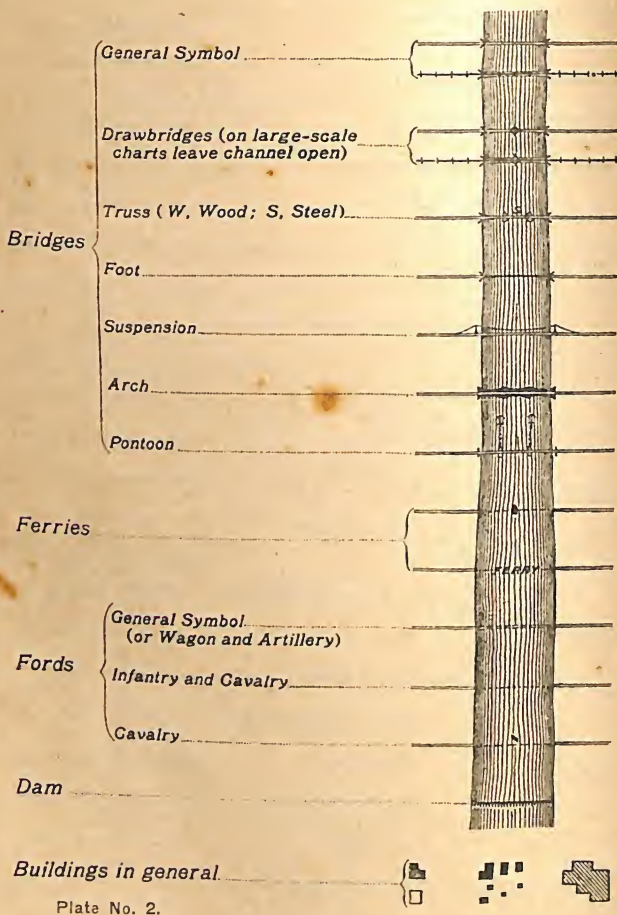 General Symbol
Drawbridges (on large-scale
charts leave channel open)
Truss (W, Wood; S, Steel)
S
Bridges
Foot
Suspension
Arch
Pontoon
Ferries
FERRY
General Symbol
(or Wagon and Artillery)
Fords
Infantry and Cavalry
Cavalry
Dam
Buildings in general
Plate No. 2.